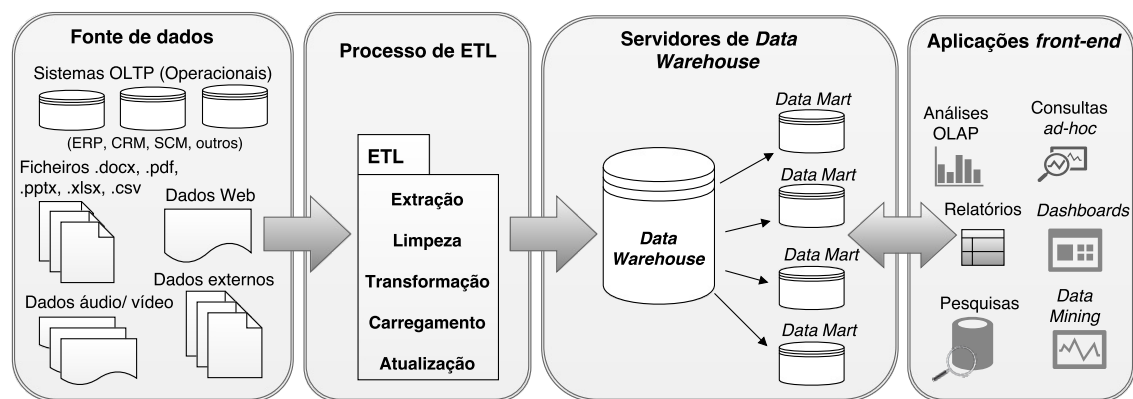 Fonte de dados
Sistemas OLTP (Operacionais)
(ERP, CRM, SCM, outros)
Ficheiros .docx, .pdf,
.pptx, .xlsx, .csv
Dados Web
Dados externos
Dados áudio/ vídeo
Processo de ETL
ETL
Extração
Limpeza
Transformação
Carregamento
Atualização
Servidores de Data
Warehouse
Data
Warehouse
Data Mart
Data Mart
Data Mart
Data Mart
Aplicações front-end
Análises
OLAP
Consultas
ad-hoc
Relatórios
Dashboards
Pesquisas
Data
Mining